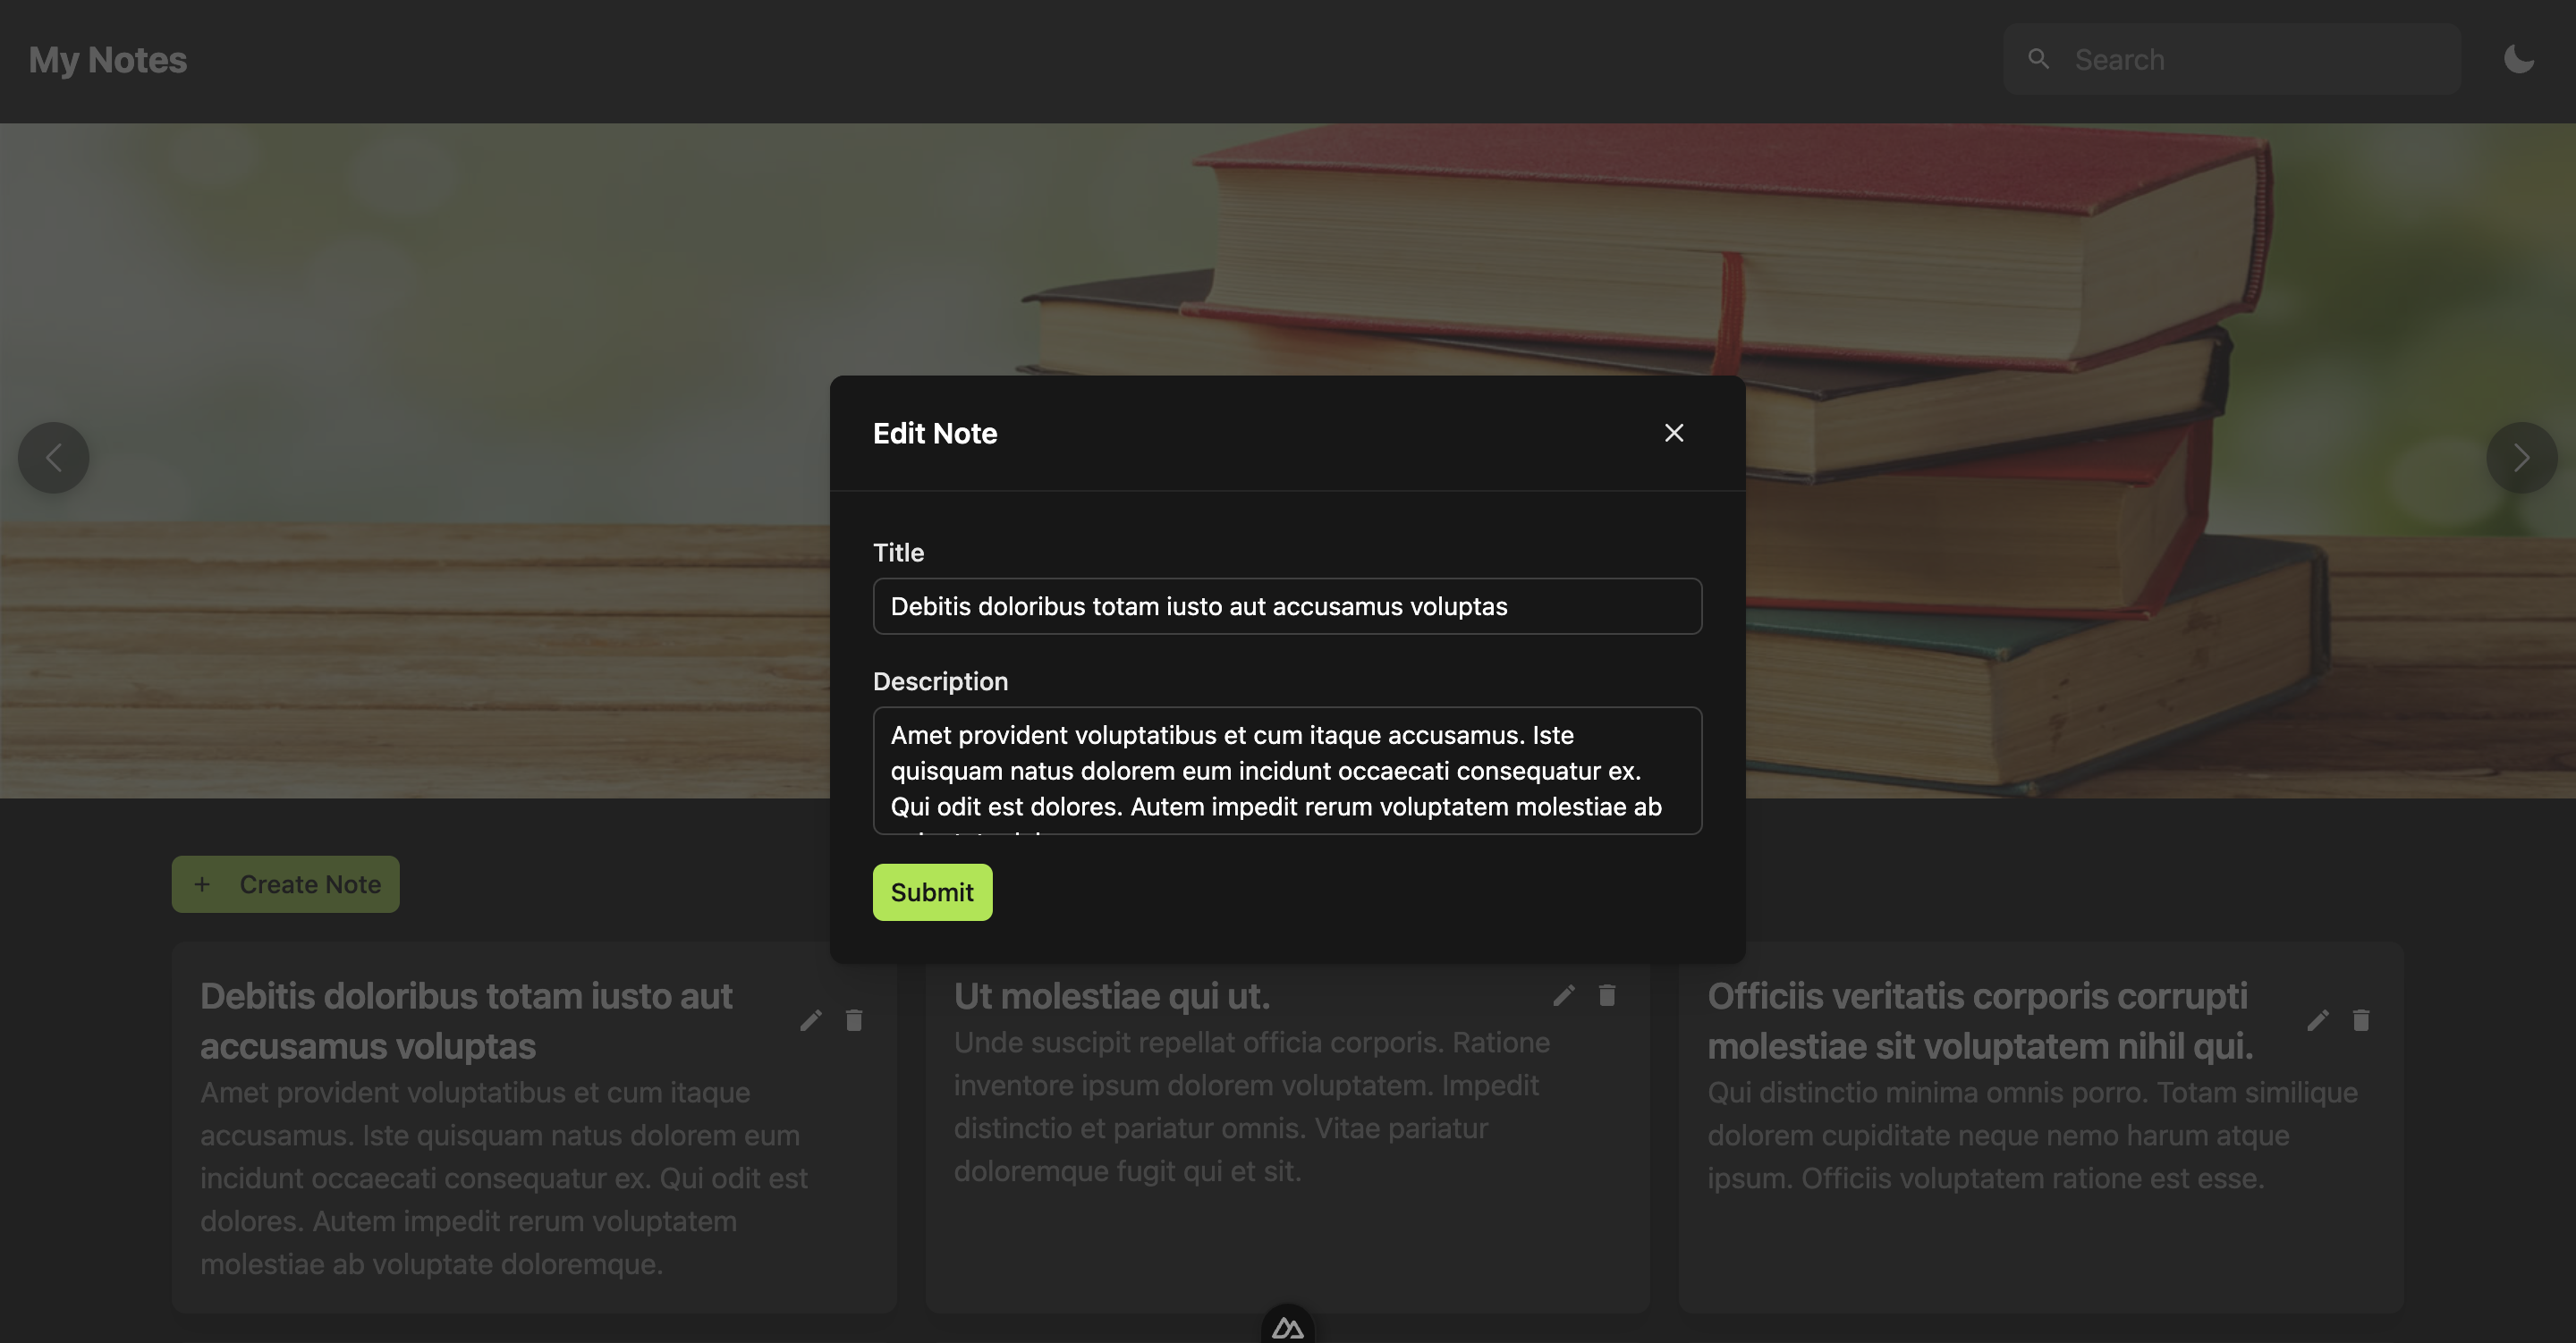 My Notes
Search
Edit Note
Title
Debitis doloribus totam iusto aut accusamus voluptas
Description
Amet provident voluptatibus et cum itaque accusamus. Iste
quisquam natus dolorem eum incidunt occaecati consequatur ex.
Qui odit est dolores. Autem impedit rerum voluptatem molestiae ab
Submit
+ Create Note
Debitis doloribus totam iusto aut
accusamus voluptas
Amet provident voluptatibus et cum itaque
accusamus. Iste quisquam natus dolorem eum
incidunt occaecati consequatur ex. Qui odit est
dolores. Autem impedit rerum voluptatem
molestiae ab voluptate doloremque.
Ut molestiae qui ut.
Unde suscipit repellat officia corporis. Ratione
inventore ipsum dolorem voluptatem. Impedit
distinctio et pariatur omnis. Vitae pariatur
doloremque fugit qui et sit.
Officiis veritatis corporis corrupti
molestiae sit voluptatem nihil qui.
Qui distinctio minima omnis porro. Totam similique
dolorem cupiditate neque nemo harum atque
ipsum. Officiis voluptatem ratione est esse.